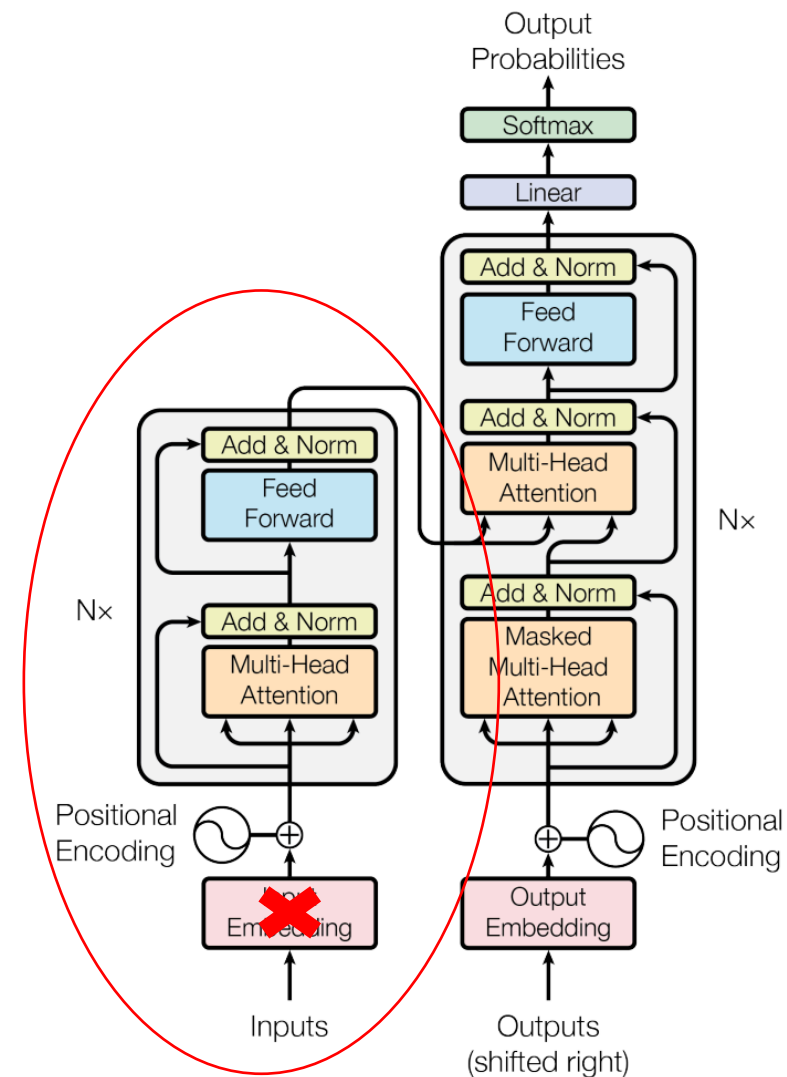 Output
Probabilities
Softmax
Linear
Add & Norm
Feed
Forward
Add & Norm
Multi-Head
Attention
Nx
Add & Norm
Masked
Multi-Head
Attention
Add & Norm
Feed
Forward
Nx
Add & Norm
Multi-Head
Attention
Positional
Encoding
Positional
Encoding
Input
Embedding
Output
Embedding
Inputs
Outputs
(shifted right)